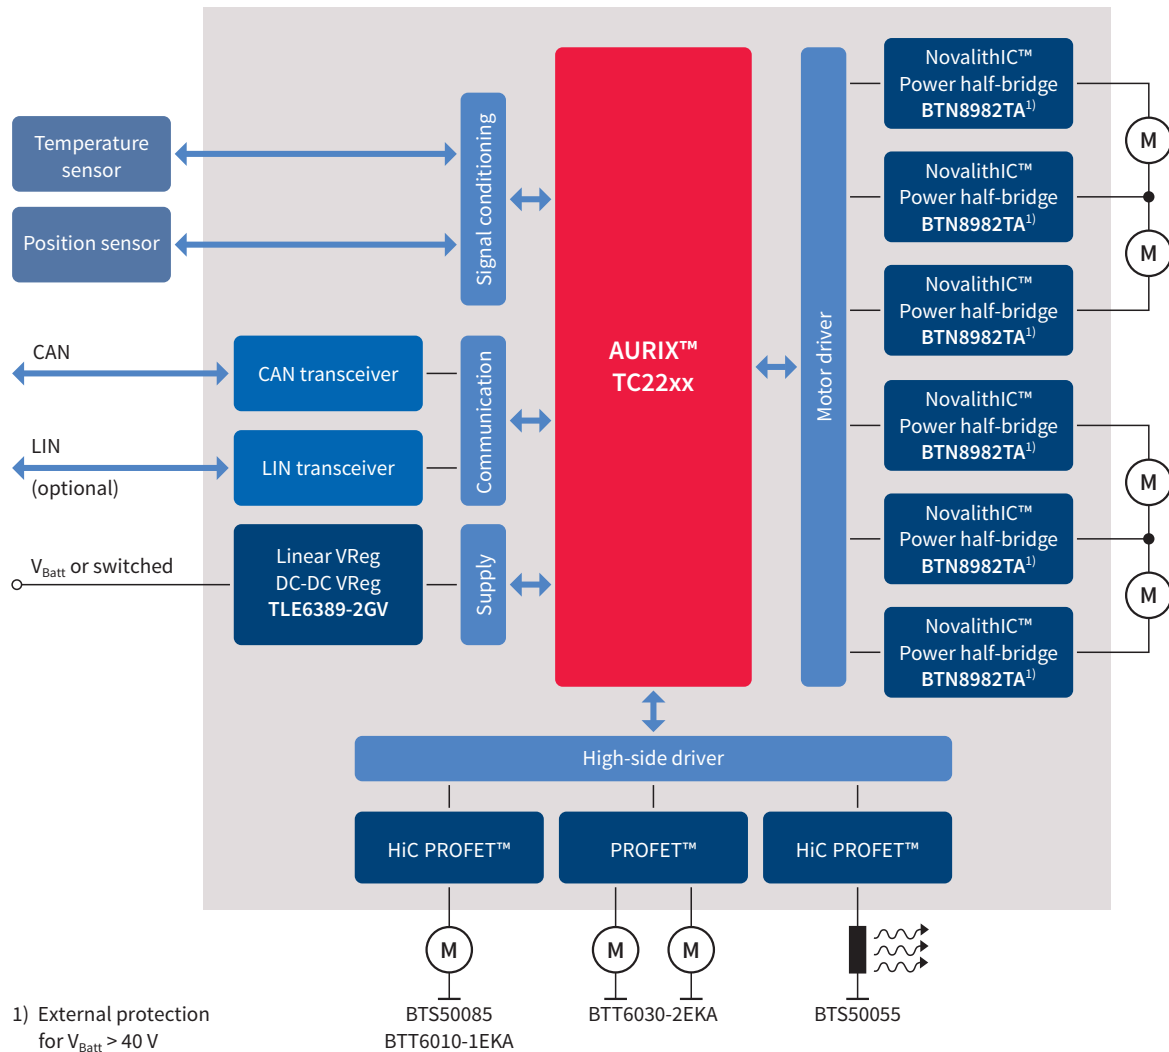 Temperature
sensor
Position sensor
Signal conditioning
CAN
CAN transceiver
LIN
(optional)
LIN transceiver
Communication
V_Batt or switched
Linear VReg
DC-DC VReg
TLE6389-2GV
Supply
AURIX™
TC22xx
Motor driver
NovalithIC™
Power half-bridge
BTN8982TA¹⁾
M
NovalithIC™
Power half-bridge
BTN8982TA¹⁾
M
NovalithIC™
Power half-bridge
BTN8982TA¹⁾
NovalithIC™
Power half-bridge
BTN8982TA¹⁾
M
NovalithIC™
Power half-bridge
BTN8982TA¹⁾
M
NovalithIC™
Power half-bridge
BTN8982TA¹⁾
High-side driver
HiC PROFET™
PROFET™
HiC PROFET™
M
M
M
BTS50085
BTT6010-1EKA
BTT6030-2EKA
BTS50055
1) External protection
for V_Batt > 40 V